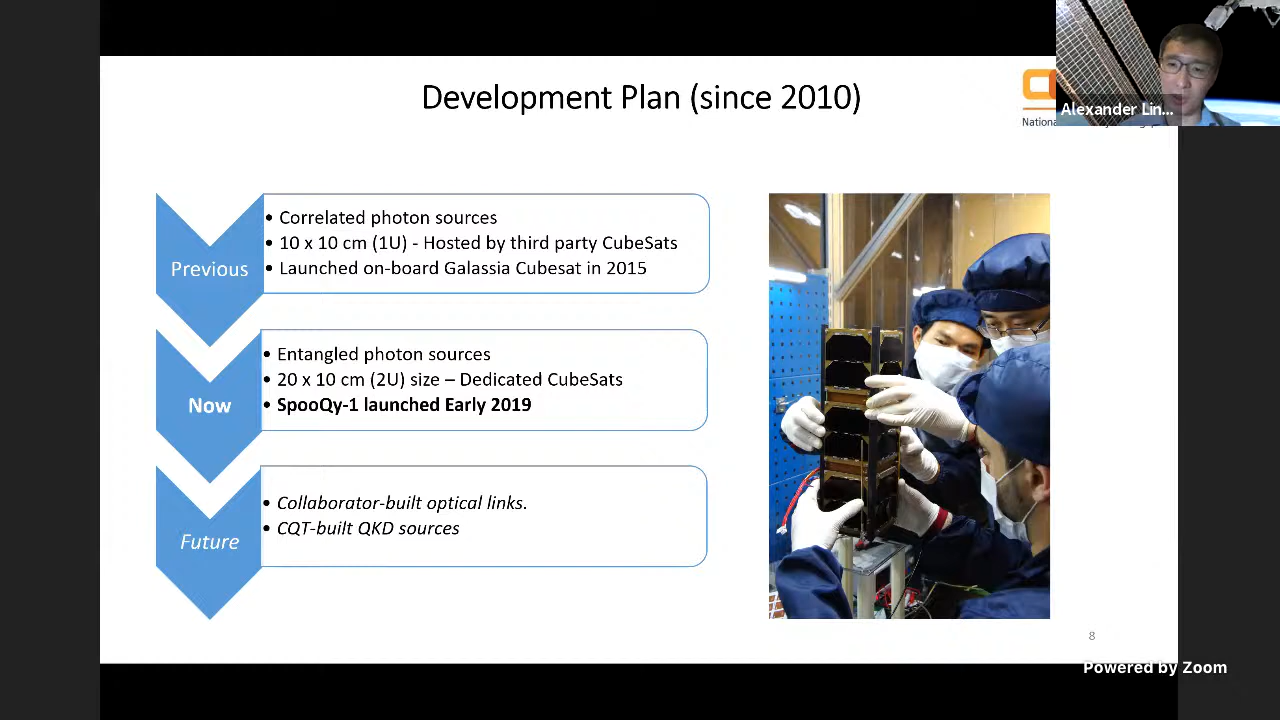 Development Plan (since 2010)
Alexander Lin...
Nationa
Previous
• Correlated photon sources
• 10 x 10 cm (1U) - Hosted by third party CubeSats
• Launched on-board Galassia Cubesat in 2015
Now
• Entangled photon sources
• 20 x 10 cm (2U) size – Dedicated CubeSats
• SpooQy-1 launched Early 2019
Future
• Collaborator-built optical links.
• CQT-built QKD sources
8
Powered by Zoom